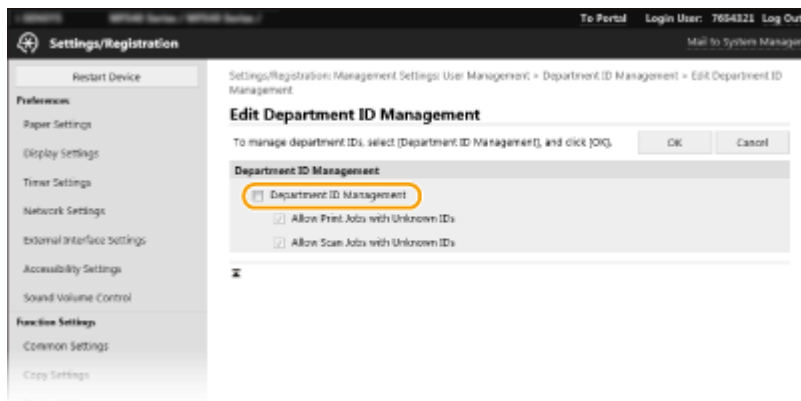 To Portal Login User: 7654321 Log Out
Settings/Registration
Mail to System Manager
Restart Device
Preferences
Paper Settings
Display Settings
Timer Settings
Network Settings
External Interface Settings
Accessibility Settings
Sound Volume Control
Function Settings
Common Settings
Copy Settings
Settings/Registration: Management Settings: User Management > Department ID Management > Edit Department ID
Management
Edit Department ID Management
To manage department IDs, select [Department ID Management], and click [OK].
OK
Cancel
Department ID Management
Department ID Management
Allow Print Jobs with Unknown IDs
Allow Scan Jobs with Unknown IDs